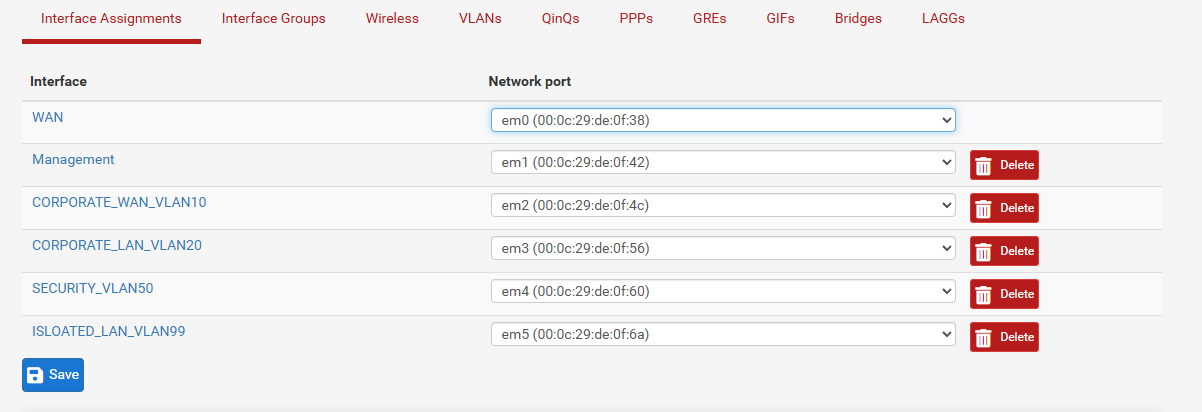 Interface Assignments Interface Groups Wireless VLANs QinQs PPPs GREs GIFs Bridges LAGGs
Interface Network port
WAN em0 (00:0c:29:de:0f:38)
Management em1 (00:0c:29:de:0f:42) Delete
CORPORATE_WAN_VLAN10 em2 (00:0c:29:de:0f:4c) Delete
CORPORATE_LAN_VLAN20 em3 (00:0c:29:de:0f:56) Delete
SECURITY_VLAN50 em4 (00:0c:29:de:0f:60) Delete
ISLOATED_LAN_VLAN99 em5 (00:0c:29:de:0f:6a) Delete
Save